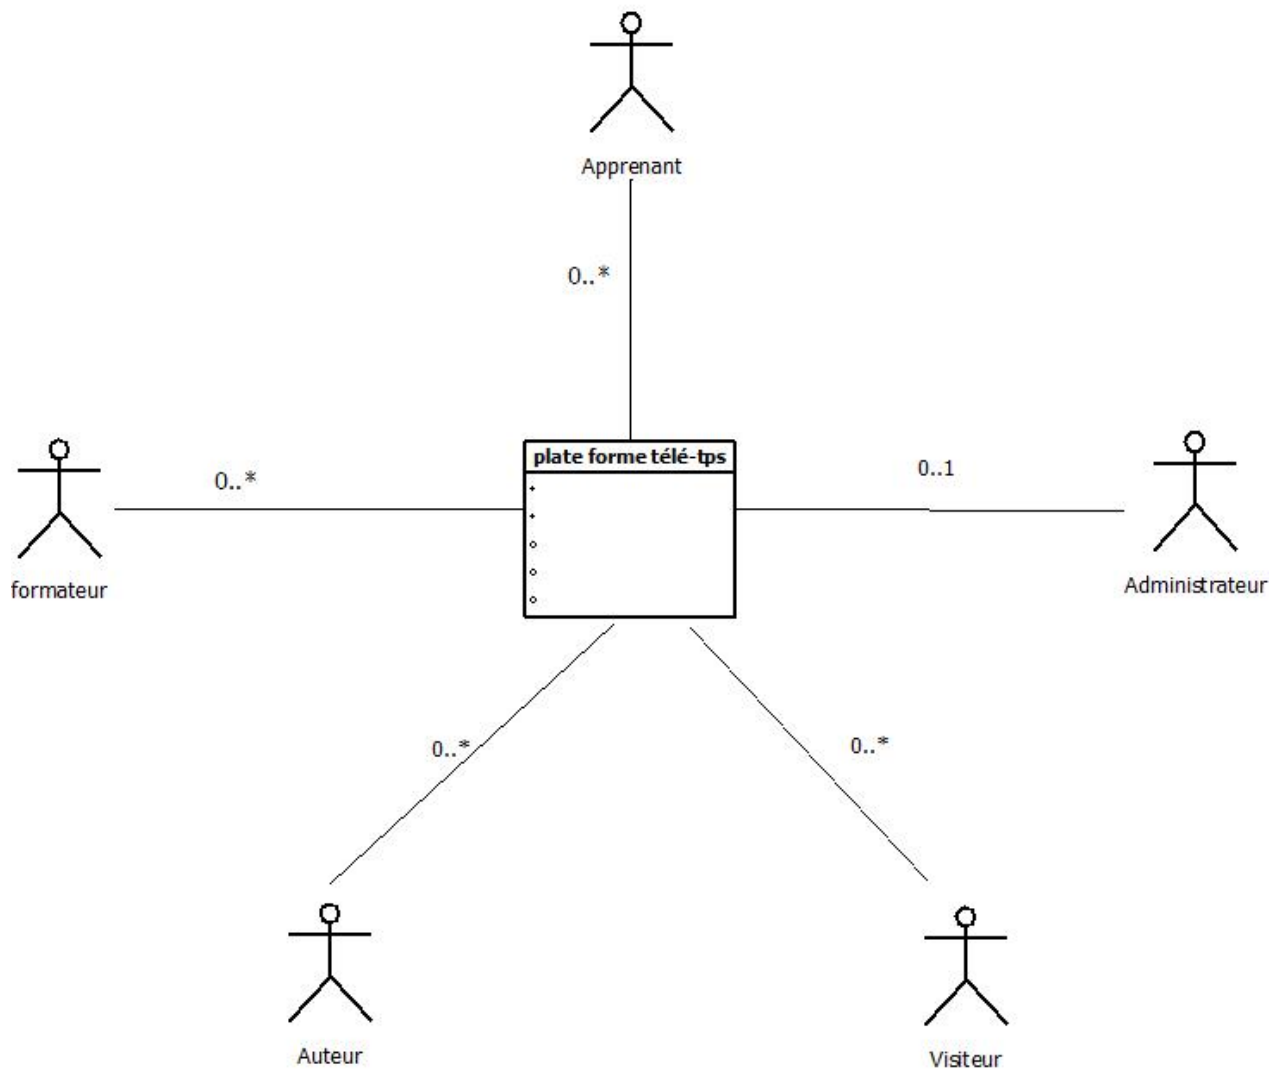 Apprenant
0..*
plate forme télé-tps
0..*
formateur
0..1
Administrateur
0..*
Auteur
0..*
Visiteur